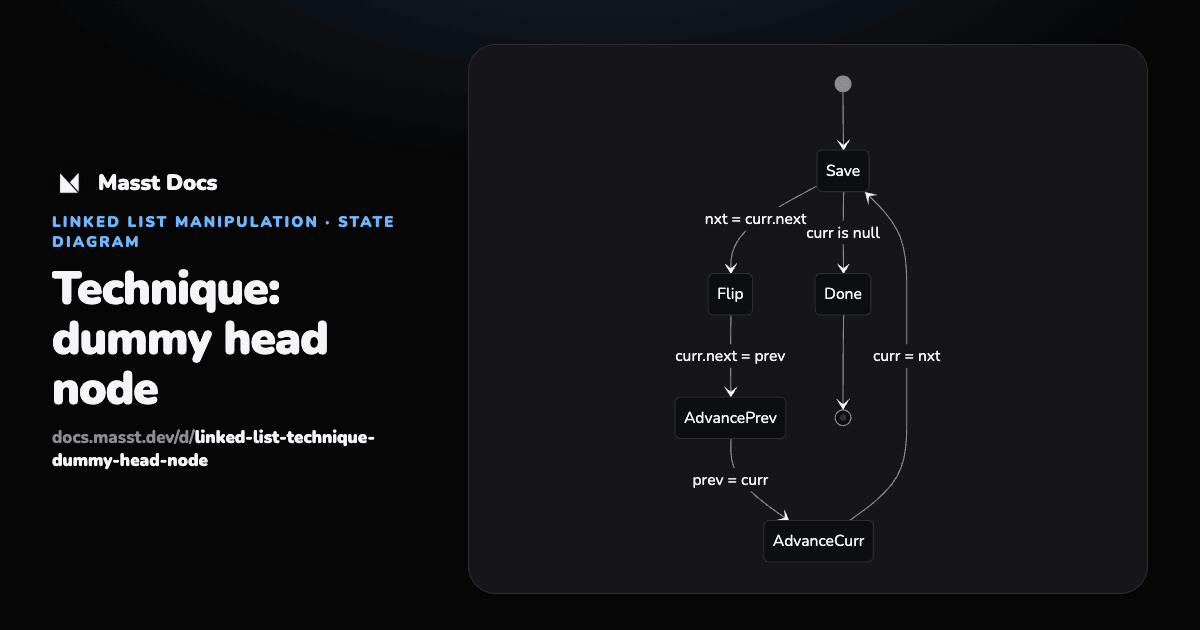 Masst Docs
LINKED LIST MANIPULATION · STATE
DIAGRAM
Technique:
dummy head
node
docs.masst.dev/d/linked-list-technique-
dummy-head-node
Save
nxt = curr.next
curr is null
Flip
Done
curr.next = prev
curr = nxt
AdvancePrev
prev = curr
AdvanceCurr